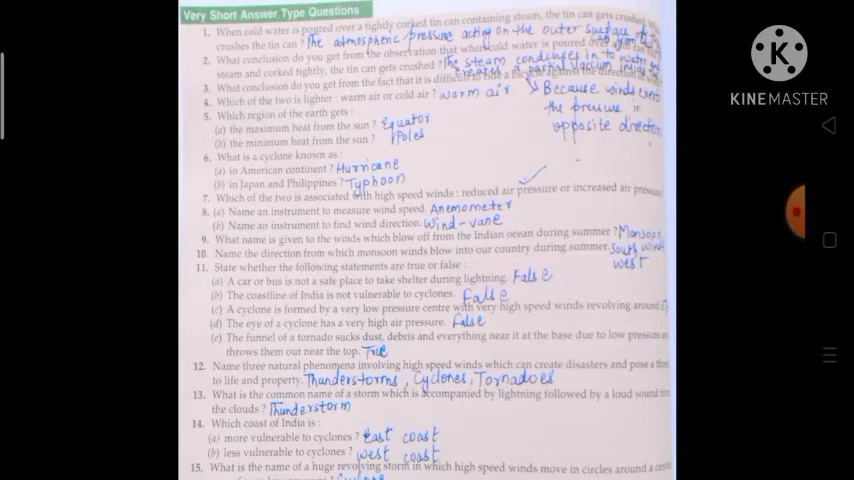 Very Short Answer Type Questions
1. When cold water is poured over a tightly corked tin can containing steam, the tin can gets crushed
crushes the tin can ? The atmospheric pressure acting on the outer surface
2. What conclusion do you get from the observation that when cold water is poured over
steam and corked tightly, the tin can gets crushed ? The steam condenses in to water and
creates a partial vaccum inside the
3. What conclusion do you get from the fact that it is difficult to ride a bicycle against the direction
4. Which of the two is lighter : warm air or cold air ? warm air
Because winds exerts
the pressure in
opposite direction
5. Which region of the earth gets :
(a) the maximum heat from the sun ? Equator
(b) the minimum heat from the sun ? Poles
6. What is a cyclone known as :
(a) in American continent ? Hurricane
(b) in Japan and Philippines ? Typhoon
7. Which of the two is associated with high speed winds : reduced air pressure or increased air pressure
8. (a) Name an instrument to measure wind speed. Anemometer
(b) Name an instrument to find wind direction. Wind-vane
9. What name is given to the winds which blow off from the Indian ocean during summer ? Monsoon
winds
10. Name the direction from which monsoon winds blow into our country during summer. South
west
11. State whether the following statements are true or false :
(a) A car or bus is not a safe place to take shelter during lightning. False
(b) The coastline of India is not vulnerable to cyclones. False
(c) A cyclone is formed by a very low pressure centre with very high speed winds revolving around
(d) The eye of a cyclone has a very high air pressure. False
(e) The funnel of a tornado sucks dust, debris and everything near it at the base due to low pressure
throws them out near the top. True
12. Name three natural phenomena involving high speed winds which can create disasters and pose a
to life and property. Thunderstorms, Cyclones, Tornadoes
13. What is the common name of a storm which is accompanied by lightning followed by a loud sound
the clouds ? Thunderstorm
14. Which coast of India is :
(a) more vulnerable to cyclones ? East coast
(b) less vulnerable to cyclones ? West coast
15. What is the name of a huge revolving storm in which high speed winds move in circles around a
K
KINEMASTER